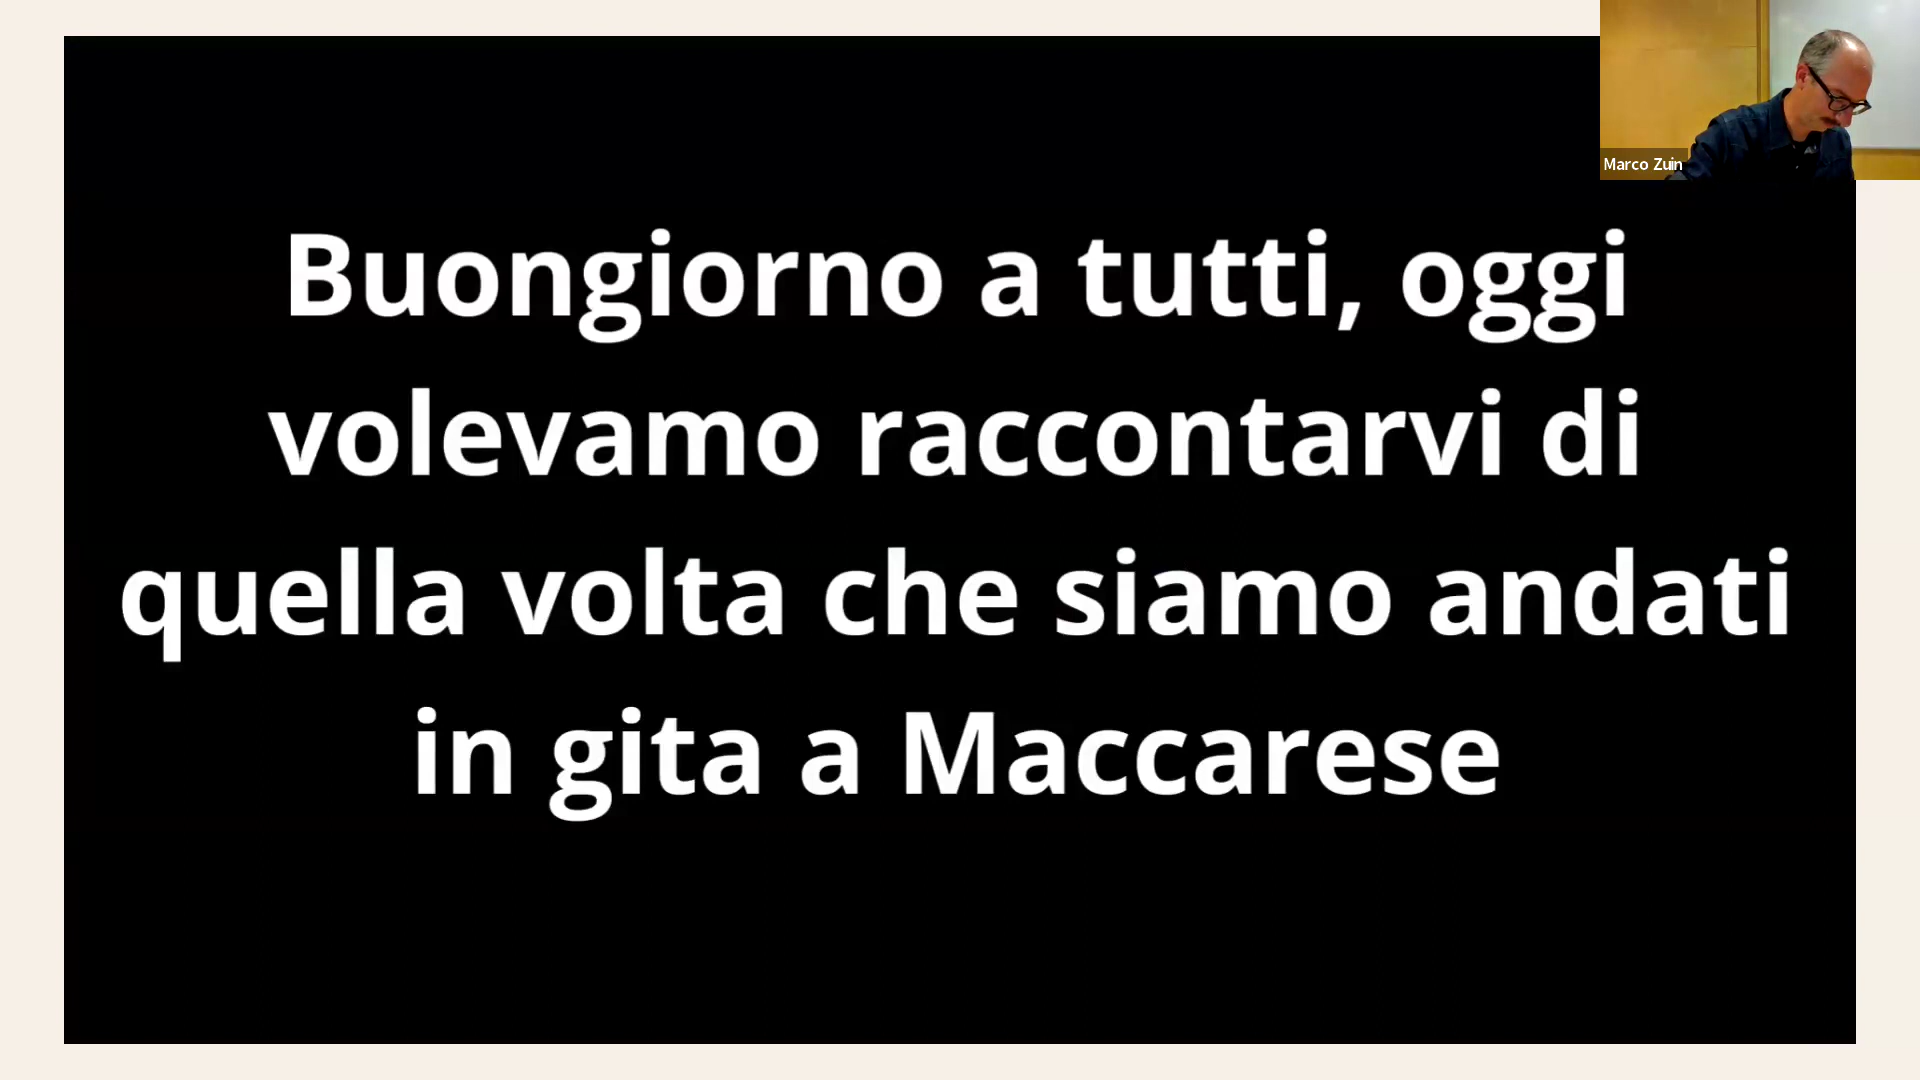 Buongiorno a tutti, oggi
volevamo raccontarvi di
quella volta che siamo andati
in gita a Maccarese
Marco Zuin